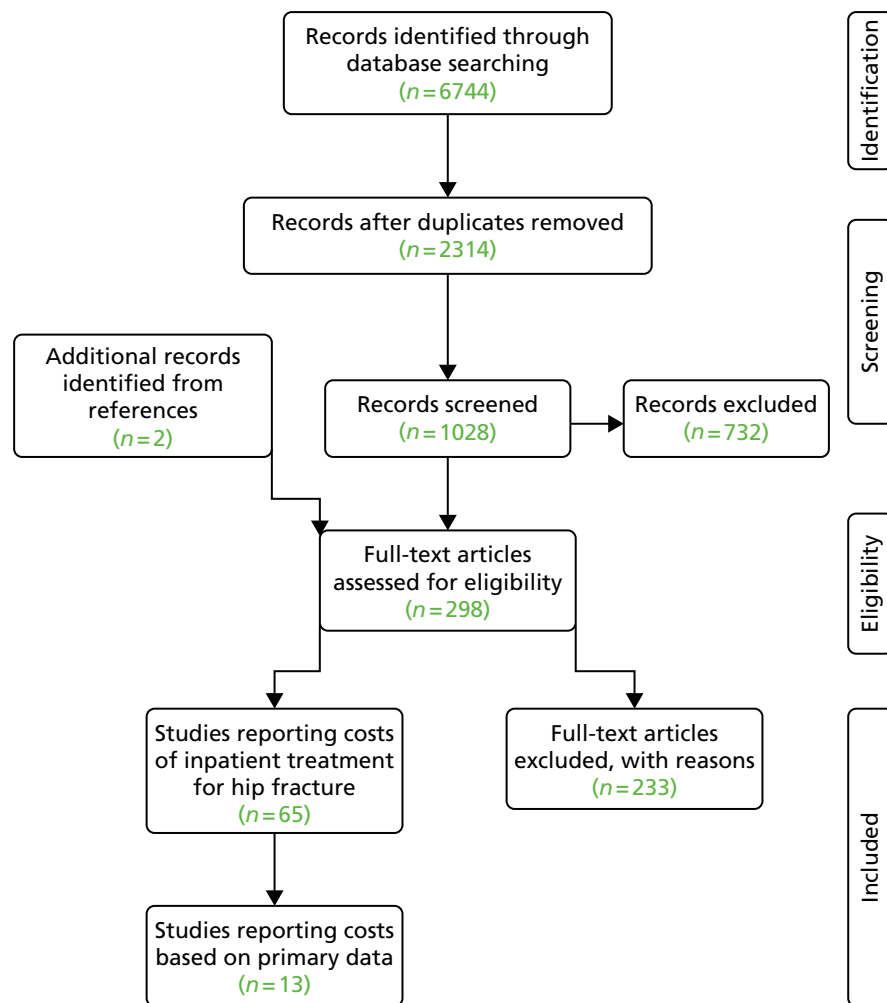 Records identified through
database searching
(n=6744)
Identification
Records after duplicates removed
(n=2314)
Screening
Additional records
identified from
references
(n=2)
Records screened
(n=1028)
Records excluded
(n=732)
Full-text articles
assessed for eligibility
(n=298)
Eligibility
Studies reporting costs
of inpatient treatment
for hip fracture
(n=65)
Full-text articles
excluded, with reasons
(n=233)
Included
Studies reporting costs
based on primary data
(n=13)